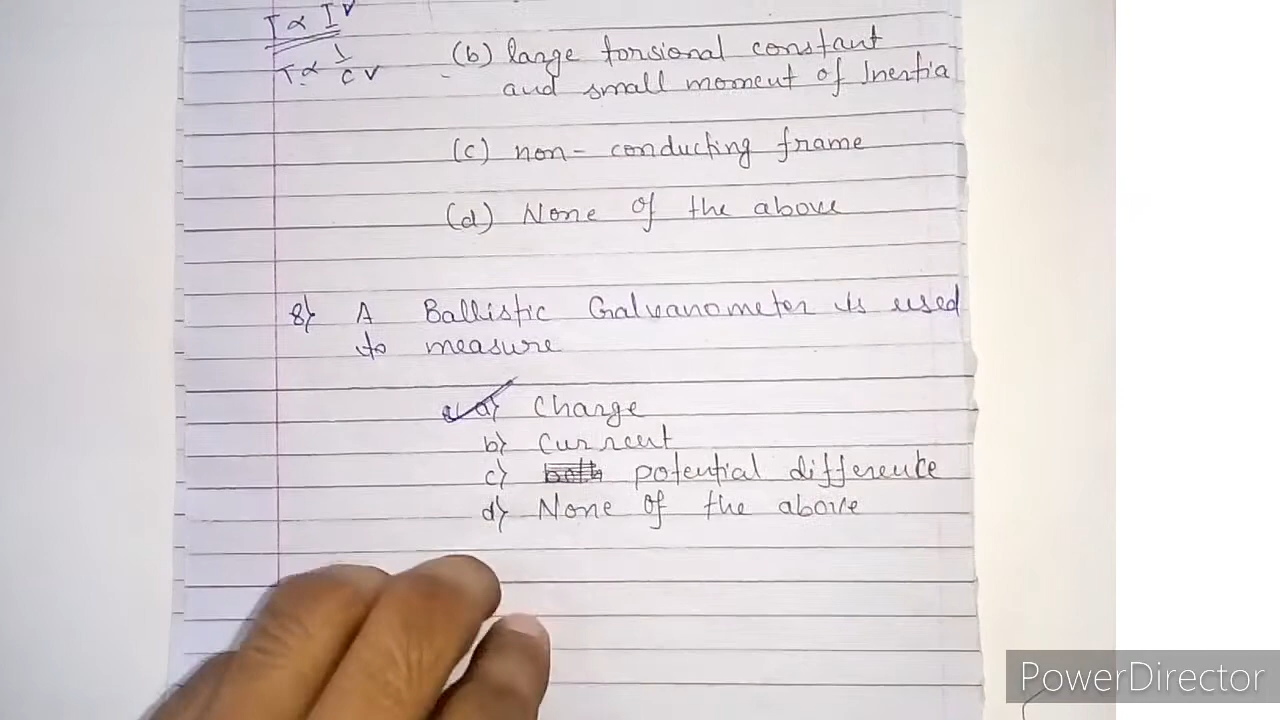 T ∝ I ✓
T ∝ 1/C ✓
(b) large torsional constant
and small moment of Inertia
(c) non-conducting frame
(d) None of the above
8) A Ballistic Galvanometer is used
to measure
a) Charge
b) Current
c) potential difference
d) None of the above
PowerDirector